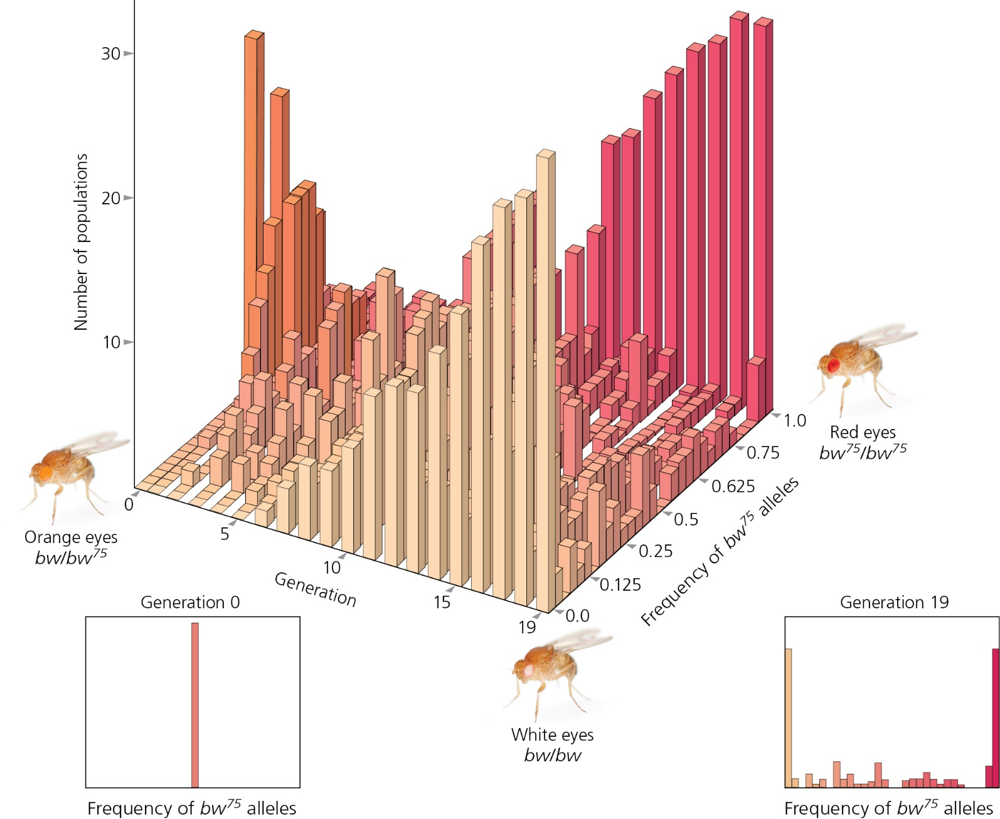 30
20
10
Number of populations
0
5
10
15
19
Generation
0.0
0.125
0.25
0.5
0.625
0.75
1.0
Frequency of bw⁷⁵ alleles
Orange eyes
bw/bw⁷⁵
Red eyes
bw⁷⁵/bw⁷⁵
White eyes
bw/bw
Generation 0
Frequency of bw⁷⁵ alleles
Generation 19
Frequency of bw⁷⁵ alleles